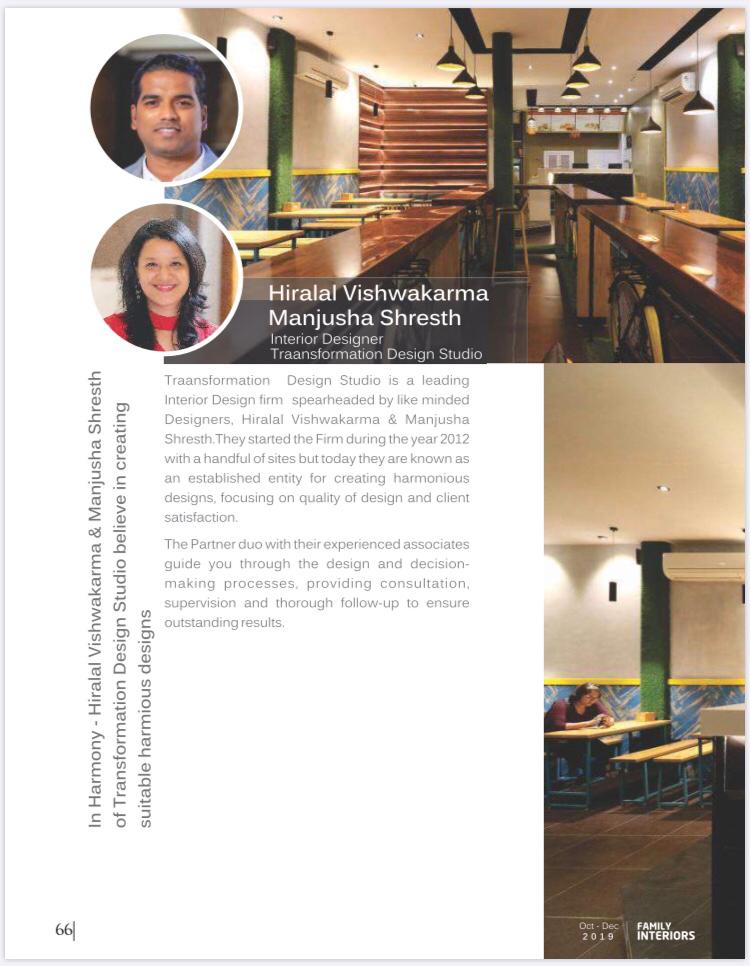 Hiralal Vishwakarma
Manjusha Shresth
Interior Designer
Traansformation Design Studio
Traansformation Design Studio is a leading
Interior Design firm spearheaded by like minded
Designers, Hiralal Vishwakarma & Manjusha
Shresth.They started the Firm during the year 2012
with a handful of sites but today they are known as
an established entity for creating harmonious
designs, focusing on quality of design and client
satisfaction.
The Partner duo with their experienced associates
guide you through the design and decision-
making processes, providing consultation,
supervision and thorough follow-up to ensure
outstanding results.
In Harmony - Hiralal Vishwakarma & Manjusha Shresth
of Transformation Design Studio believe in creating
suitable harmious designs
66
Oct - Dec
2019
FAMILY
INTERIORS